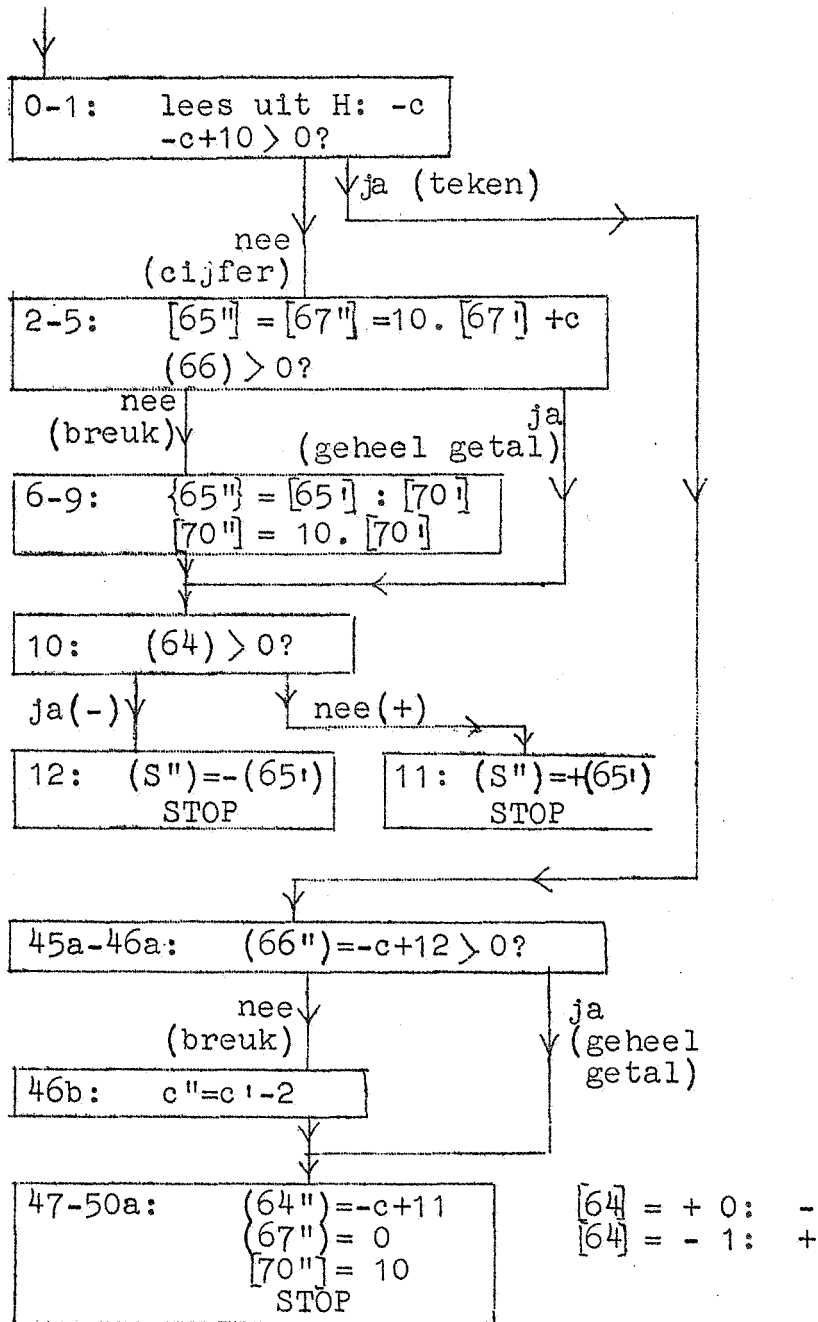 0-1: lees uit H: -c
-c+10 > 0?
ja (teken)
nee
(cijfer)
2-5: [65"] = [67"] =10. [67'] +c
(66) > 0?
nee
(breuk)
ja
(geheel getal)
6-9: {65"} = [65'] : [70']
[70"] = 10. [70']
10: (64) > 0?
ja(-)
nee(+)
12: (S")=-(65')
STOP
11: (S")=+(65')
STOP
45a-46a: (66")=-c+12 > 0?
nee
(breuk)
ja
(geheel
getal)
46b: c"=c'-2
47-50a: (64")=-c+11
(67")= 0
[70"]= 10
STOP
[64] = + 0: -
[64] = - 1: +